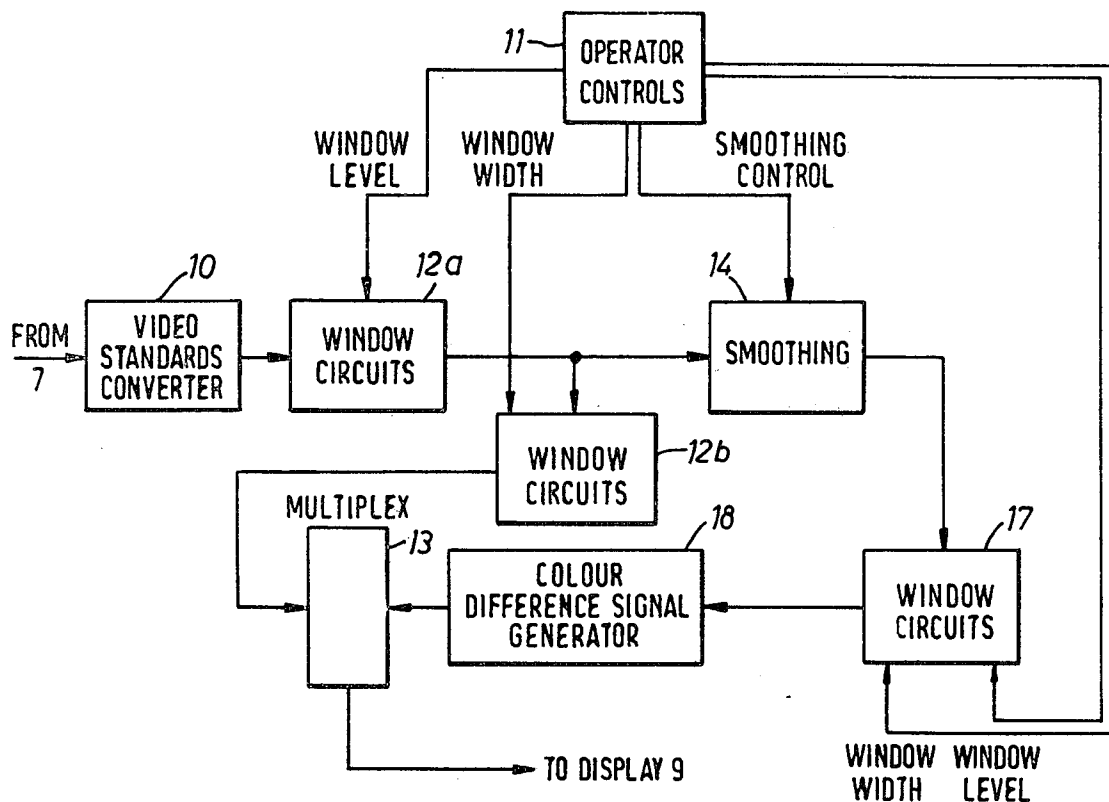 11
OPERATOR
CONTROLS
WINDOW
LEVEL
WINDOW
WIDTH
SMOOTHING
CONTROL
10
12a
14
FROM
7
VIDEO
STANDARDS
CONVERTER
WINDOW
CIRCUITS
SMOOTHING
WINDOW
CIRCUITS
12b
MULTIPLEX
13
18
17
COLOUR
DIFFERENCE SIGNAL
GENERATOR
WINDOW
CIRCUITS
TO DISPLAY 9
WINDOW
WIDTH
WINDOW
LEVEL